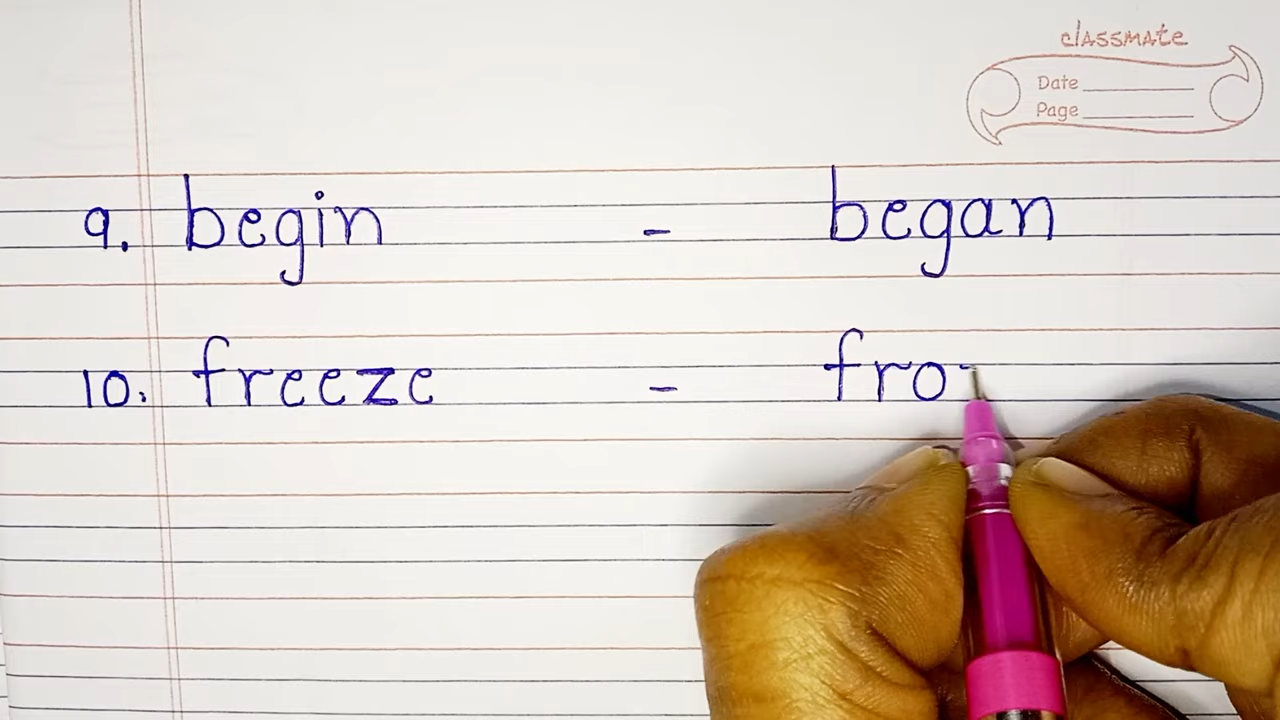 classmate
Date
Page
9. begin - began
10. freeze - fro